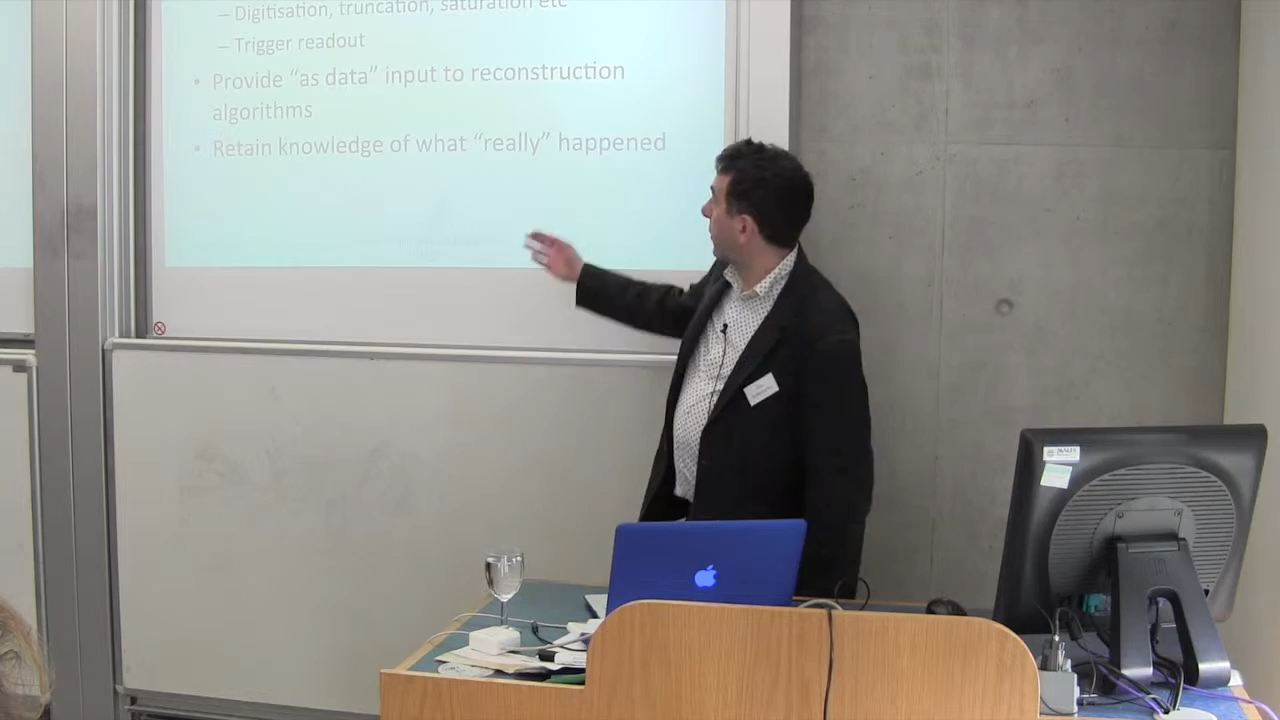 – Digitisation, truncation, saturation etc
– Trigger readout
• Provide “as data” input to reconstruction
algorithms
• Retain knowledge of what “really” happened